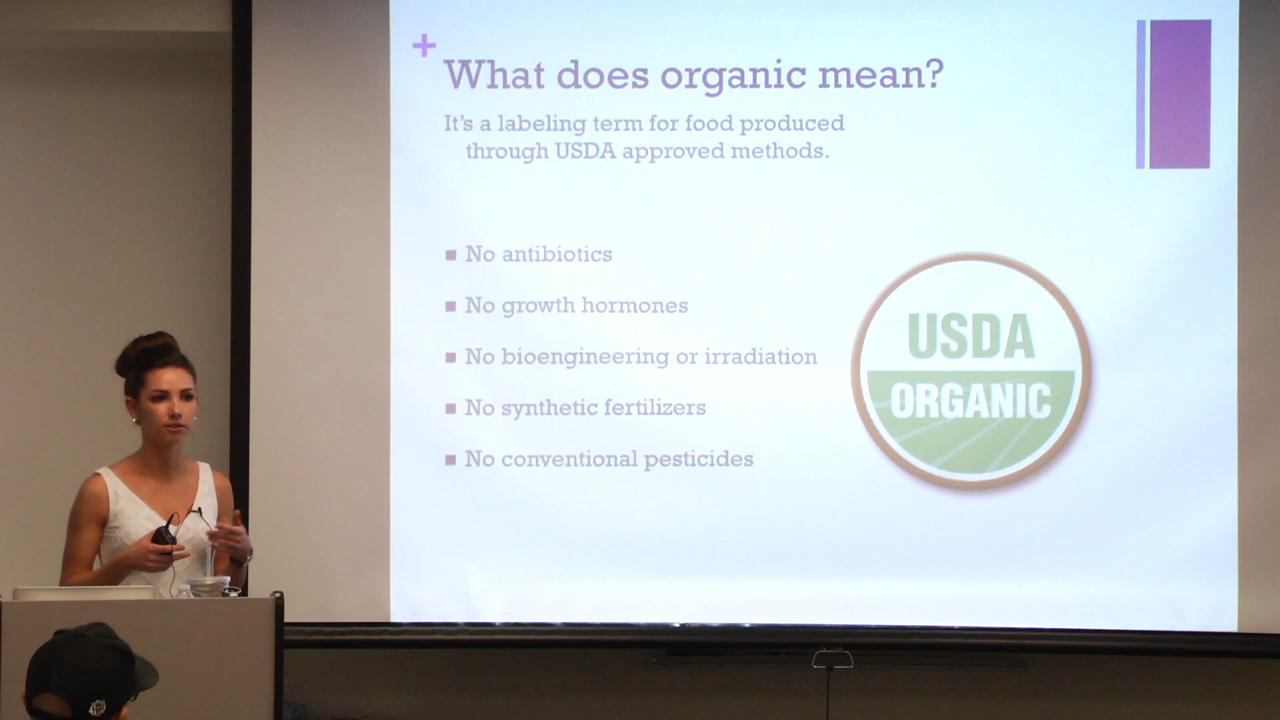 What does organic mean?
It's a labeling term for food produced
through USDA approved methods.
No antibiotics
No growth hormones
No bioengineering or irradiation
No synthetic fertilizers
No conventional pesticides
USDA
ORGANIC